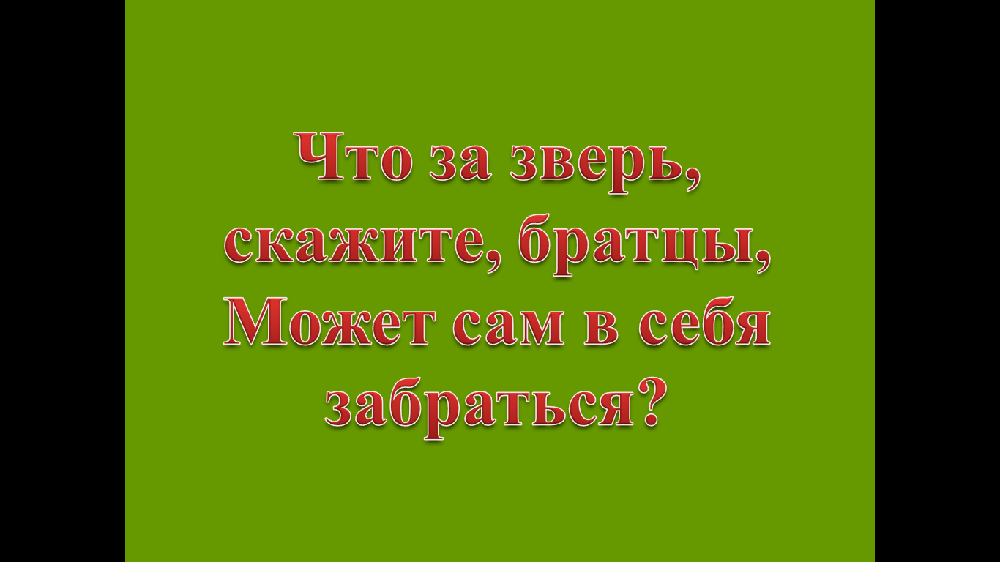 Что за зверь,
скажите, братцы,
Может сам в себя
забраться?